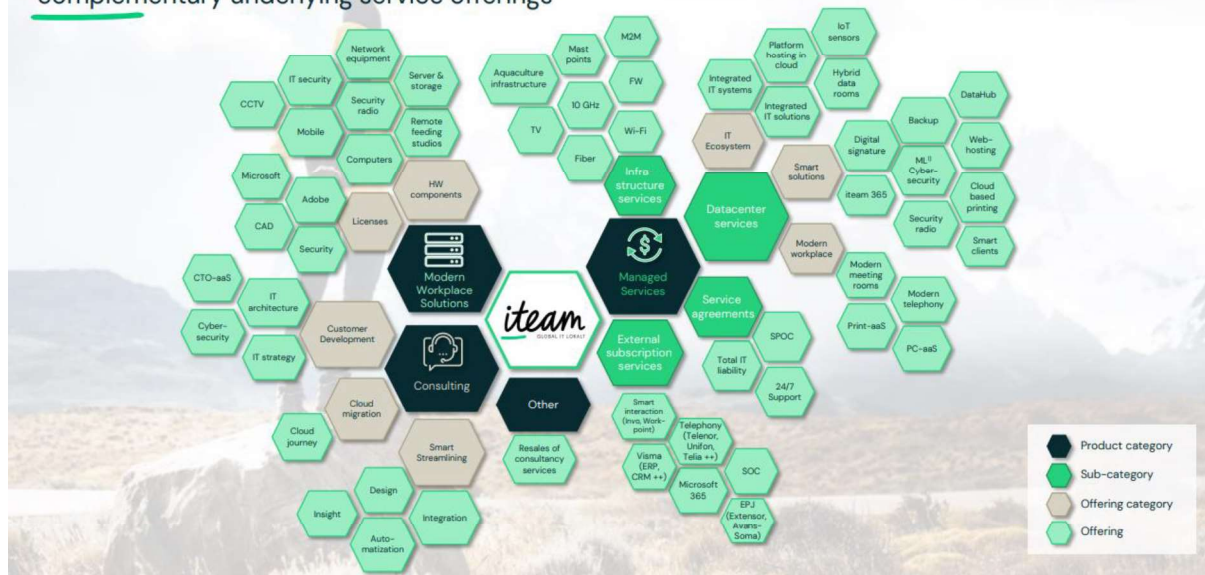 complementary underlying service offerings
Network
equipment
IT security
Server &
storage
CCTV
Security
radio
Mobile
Remote
feeding
studios
Computers
Microsoft
Adobe
HW
components
CAD
Licenses
Security
Modern
Workplace
Solutions
CTO-aaS
IT
architecture
Cyber-
security
IT strategy
Customer
Development
Consulting
Cloud
migration
Cloud
journey
Smart
Streamlining
Design
Insight
Integration
Auto-
matization
iteam
GLOBAL IT LOKALT
Other
Resales of
consultancy
services
M2M
Mast
points
Aquaculture
infrastructure
FW
10 GHz
TV
Wi-Fi
Fiber
Infra
structure
services
Managed
Services
Datacenter
services
Service
agreements
External
subscription
services
IoT
sensors
Platform
hosting in
cloud
Integrated
IT systems
Hybrid
data
rooms
Integrated
IT solutions
IT
Ecosystem
Smart
solutions
DataHub
Backup
Digital
signature
Web-
hosting
ML1)
Cyber-
security
iteam 365
Cloud
based
printing
Security
radio
Smart
clients
Modern
workplace
Modern
meeting
rooms
Modern
telephony
Print-aaS
PC-aaS
SPOC
Total IT
liability
24/7
Support
Smart
interaction
(Invo, Work-
point)
Telephony
(Telenor,
Unifon,
Telia ++)
Visma
(ERP,
CRM ++)
Microsoft
365
SOC
EPJ
(Extensor,
Avans-
Soma)
Product category
Sub-category
Offering category
Offering